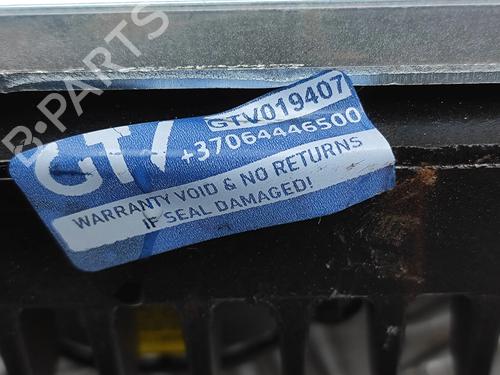 B-PARTS
GTV
GTV019407
+37064446500
WARRANTY VOID & NO RETURNS
IF SEAL DAMAGED!